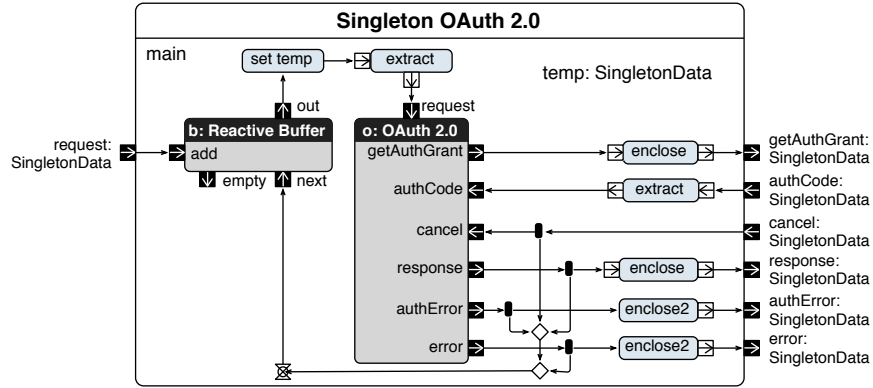 Singleton OAuth 2.0
main
set temp
extract
temp: SingletonData
out
request
b: Reactive Buffer
o: OAuth 2.0
request:
SingletonData
add
empty
next
getAuthGrant
enclose
getAuthGrant:
SingletonData
authCode
extract
authCode:
SingletonData
cancel
cancel:
SingletonData
response
enclose
response:
SingletonData
authError
enclose2
authError:
SingletonData
error
enclose2
error:
SingletonData